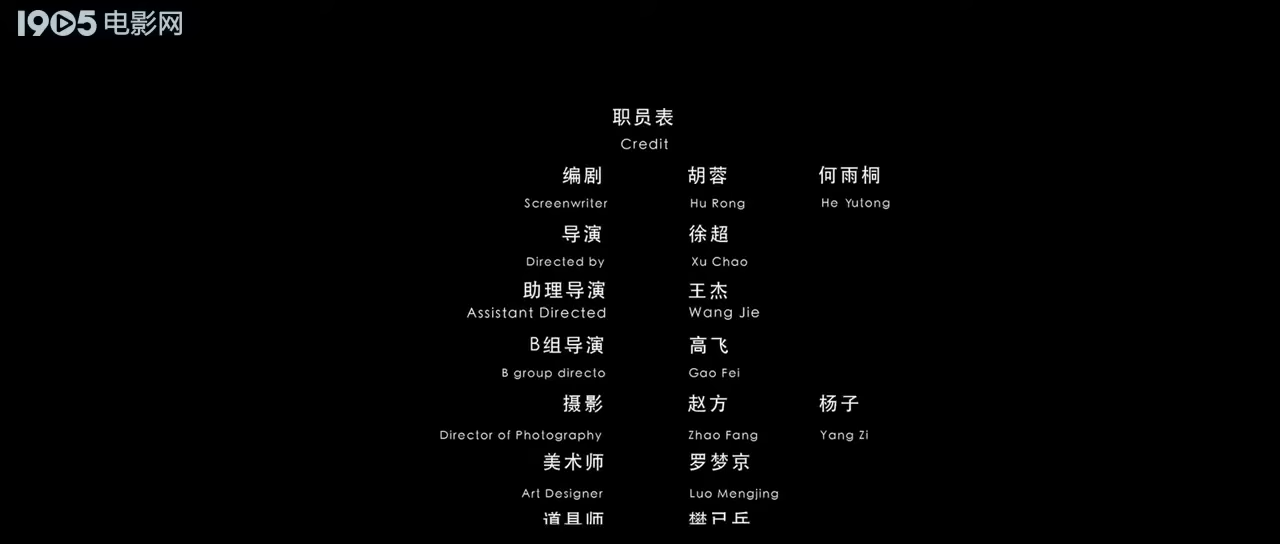 1905电影网
职员表
Credit
编剧 胡蓉 何雨桐
Screenwriter Hu Rong He Yutong
导演 徐超
Directed by Xu Chao
助理导演 王杰
Assistant Directed Wang Jie
B组导演 高飞
B group directo Gao Fei
摄影 赵方 杨子
Director of Photography Zhao Fang Yang Zi
美术师 罗梦京
Art Designer Luo Mengjing
道具师